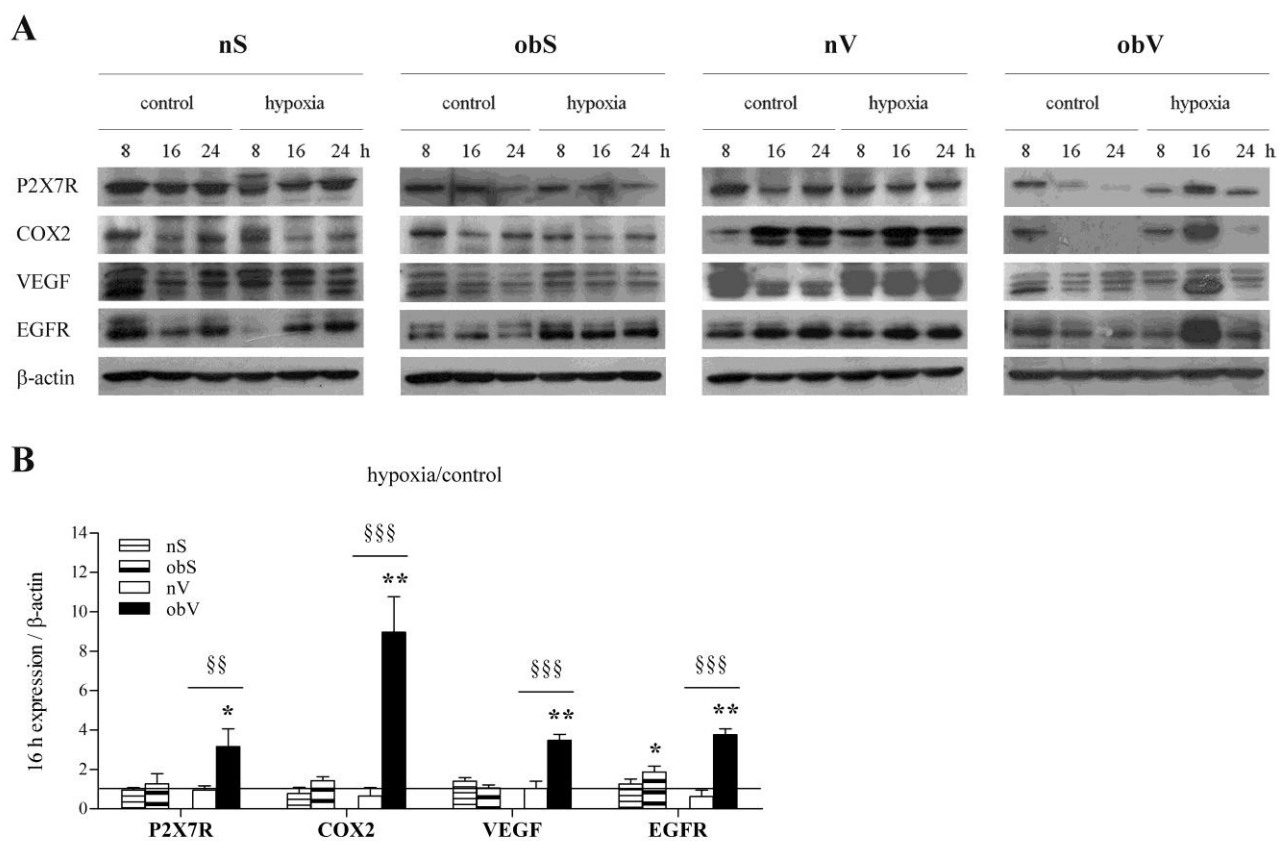 A
nS obS nV obV
control hypoxia control hypoxia control hypoxia control hypoxia
8 16 24 8 16 24 h 8 16 24 8 16 24 h 8 16 24 8 16 24 h 8 16 24 8 16 24 h
P2X7R
COX2
VEGF
EGFR
β-actin
B
hypoxia/control
16 h expression / β-actin
14
12
10
8
6
4
2
0
nS
obS
nV
obV
§§
*
§§§
**
§§§
**
*
§§§
**
P2X7R COX2 VEGF EGFR